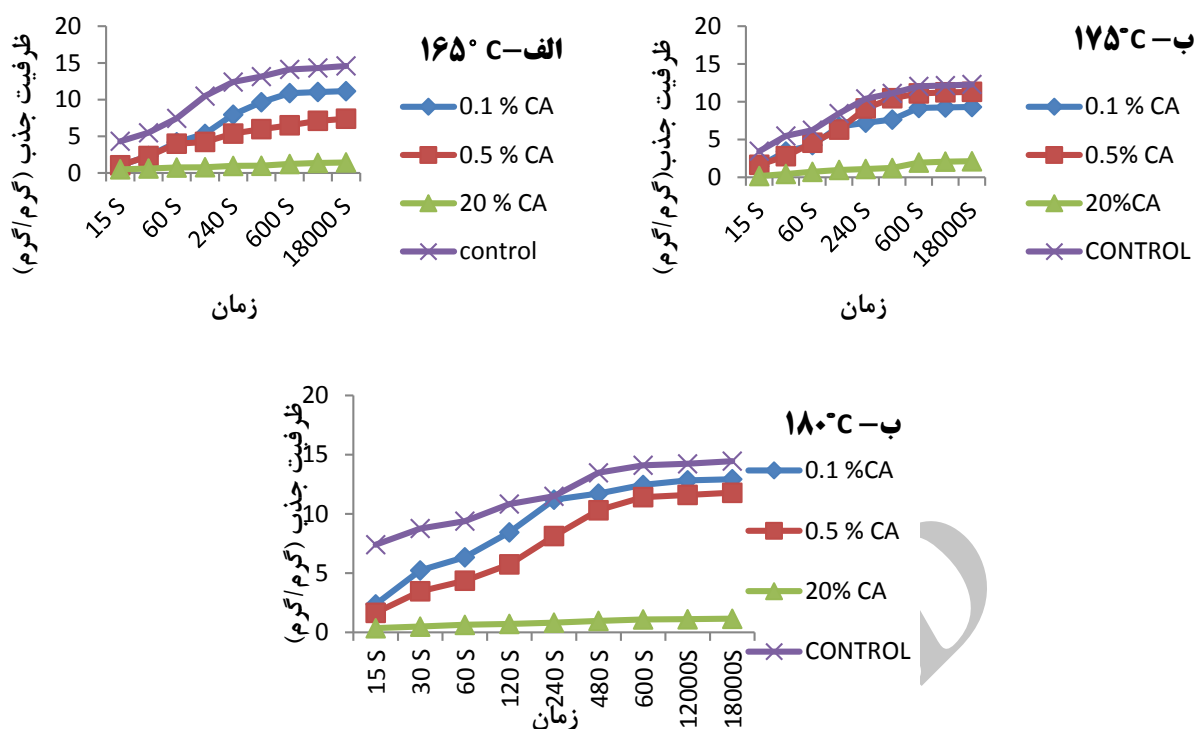 الف–۱۶۵° C
ظرفیت جذب (گرم/گرم)
20
15
10
5
0
15 S
60 S
240 S
600 S
18000 S
زمان
0.1 % CA
0.5 % CA
20 % CA
control
ب– ۱۷۵°C
ظرفیت جذب(گرم/گرم)
20
15
10
5
0
15 S
60 S
240 S
600 S
18000S
زمان
0.1 % CA
0.5% CA
20%CA
CONTROL
ب– ۱۸۰°C
ظرفیت جذب (گرم/گرم)
20
15
10
5
0
15 S
30 S
60 S
120 S
240 S
480 S
600 S
12000S
18000S
زمان
0.1 %CA
0.5 % CA
20% CA
CONTROL